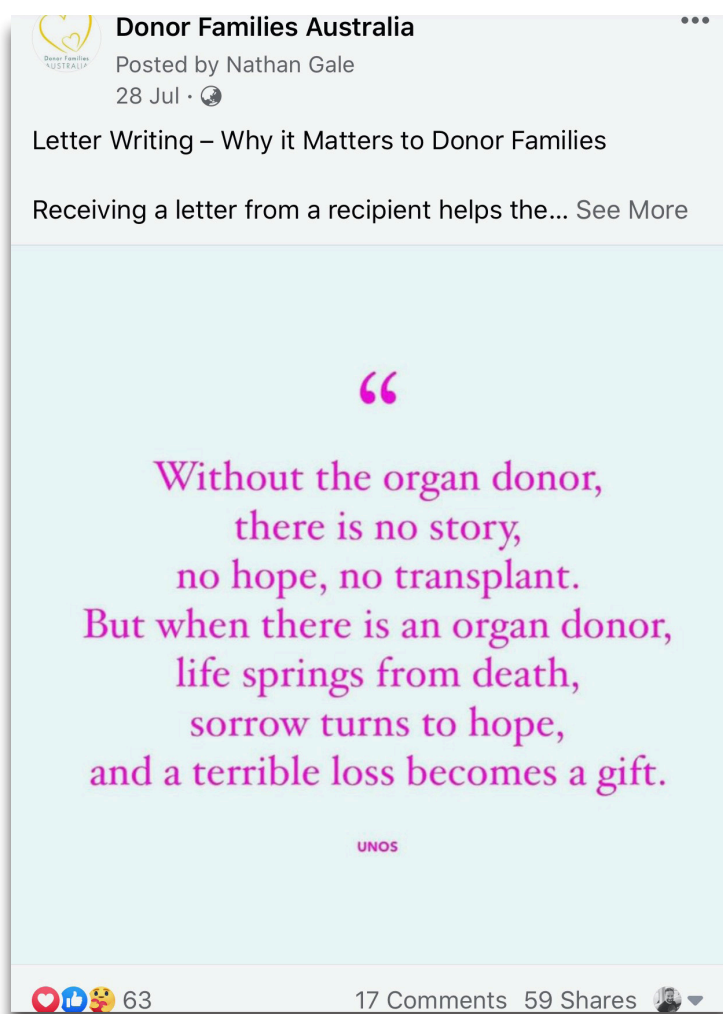 Donor Families
AUSTRALIA
Donor Families Australia
Posted by Nathan Gale
28 Jul ·
Letter Writing – Why it Matters to Donor Families
Receiving a letter from a recipient helps the... See More
“
Without the organ donor,
there is no story,
no hope, no transplant.
But when there is an organ donor,
life springs from death,
sorrow turns to hope,
and a terrible loss becomes a gift.
UNOS
63 17 Comments 59 Shares